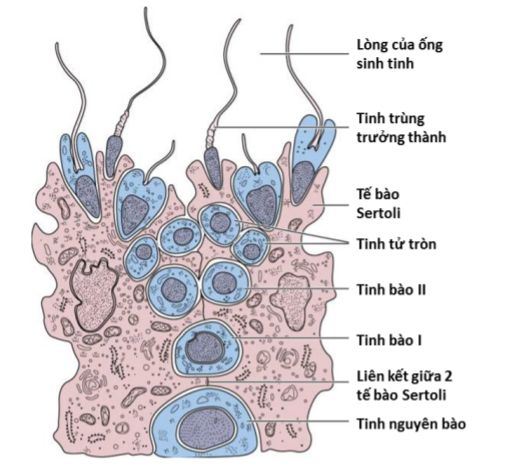 Lòng của ống
sinh tinh
Tinh trùng
trưởng thành
Tế bào
Sertoli
Tinh tử tròn
Tinh bào II
Tinh bào I
Liên kết giữa 2
tế bào Sertoli
Tinh nguyên bào